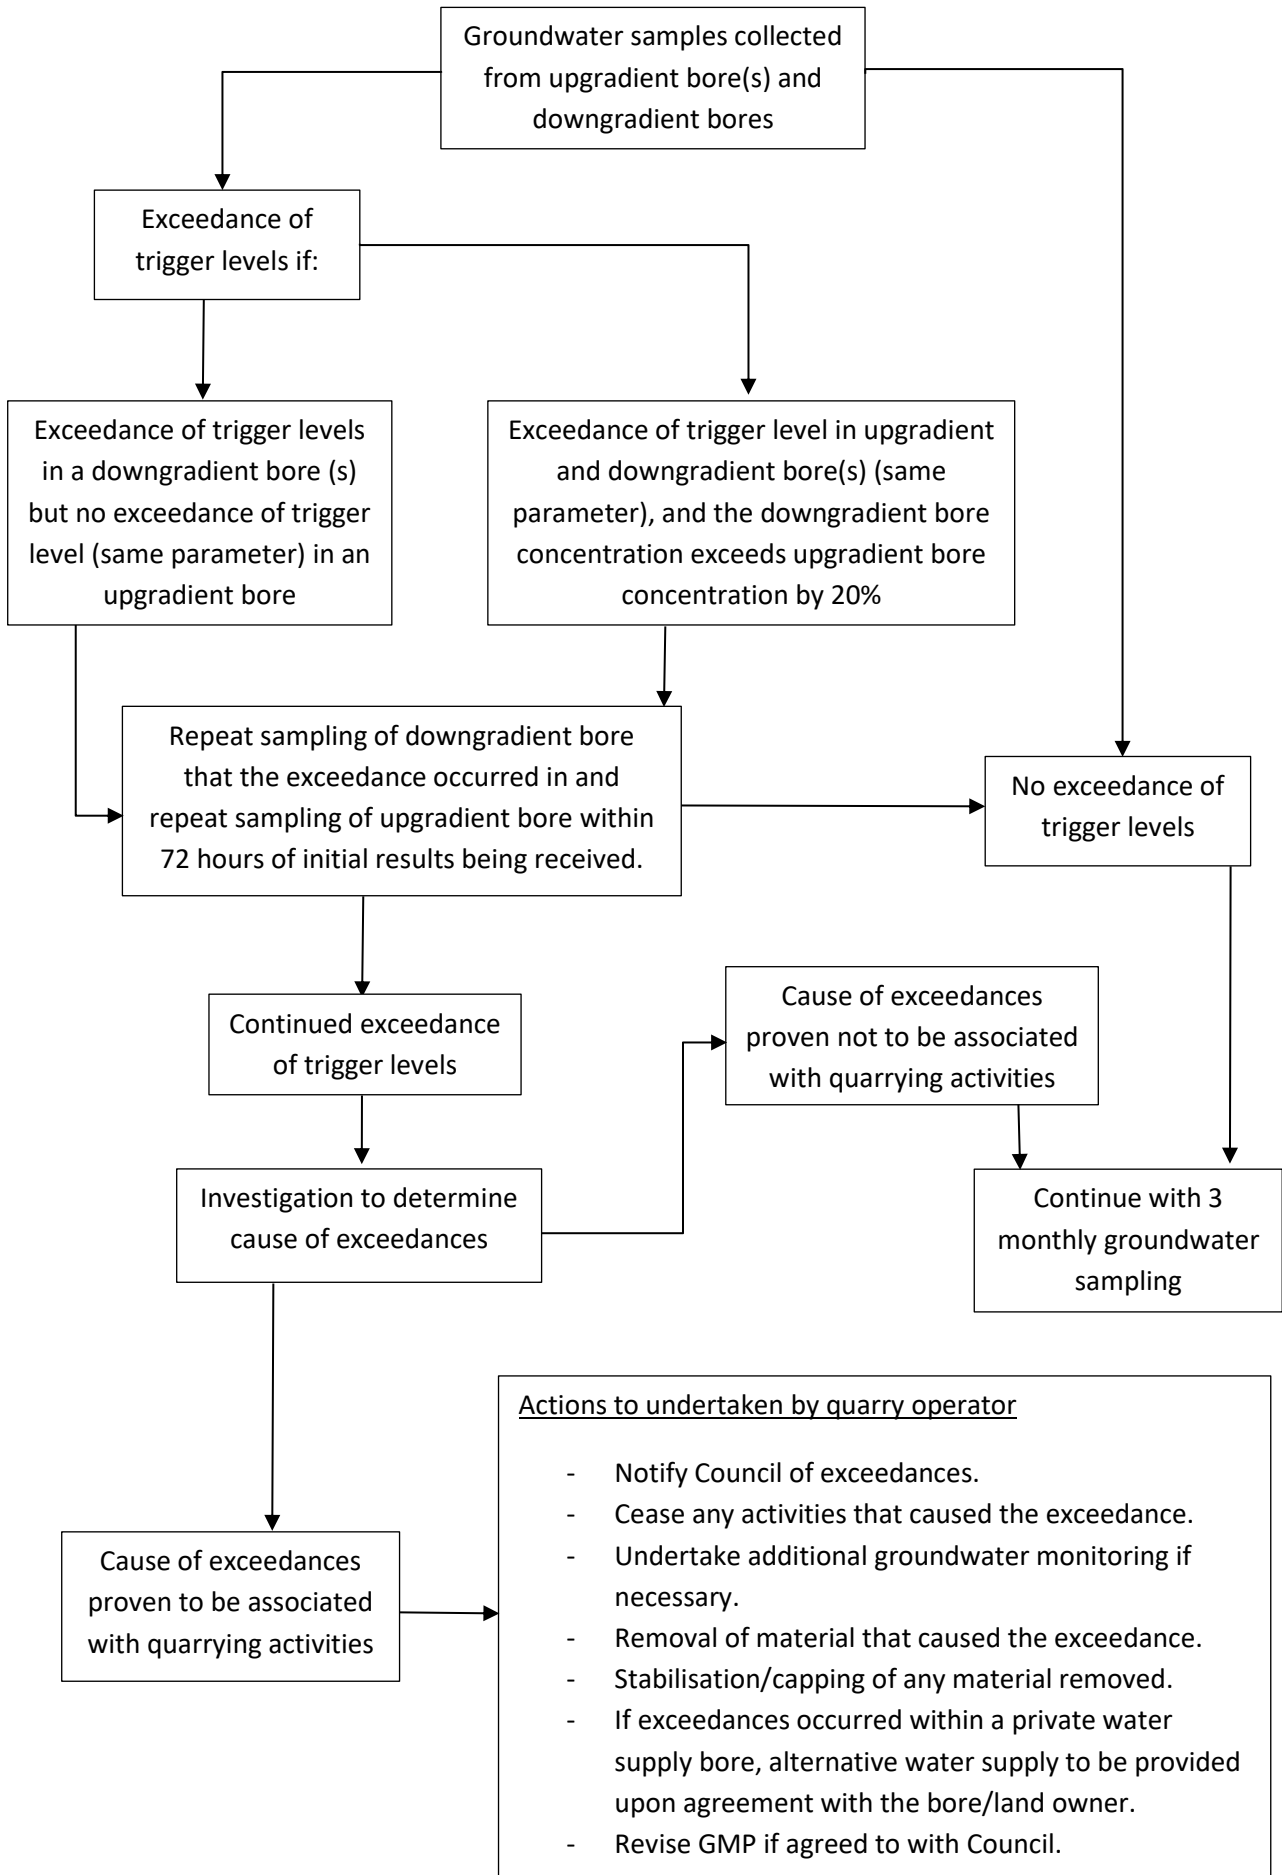 Groundwater samples collected
from upgradient bore(s) and
downgradient bores
Exceedance of
trigger levels if:
Exceedance of trigger levels
in a downgradient bore (s)
but no exceedance of trigger
level (same parameter) in an
upgradient bore
Exceedance of trigger level in upgradient
and downgradient bore(s) (same
parameter), and the downgradient bore
concentration exceeds upgradient bore
concentration by 20%
Repeat sampling of downgradient bore
that the exceedance occurred in and
repeat sampling of upgradient bore within
72 hours of initial results being received.
No exceedance of
trigger levels
Continued exceedance
of trigger levels
Cause of exceedances
proven not to be associated
with quarrying activities
Investigation to determine
cause of exceedances
Continue with 3
monthly groundwater
sampling
Cause of exceedances
proven to be associated
with quarrying activities
Actions to undertaken by quarry operator
- Notify Council of exceedances.
- Cease any activities that caused the exceedance.
- Undertake additional groundwater monitoring if
necessary.
- Removal of material that caused the exceedance.
- Stabilisation/capping of any material removed.
- If exceedances occurred within a private water
supply bore, alternative water supply to be provided
upon agreement with the bore/land owner.
- Revise GMP if agreed to with Council.